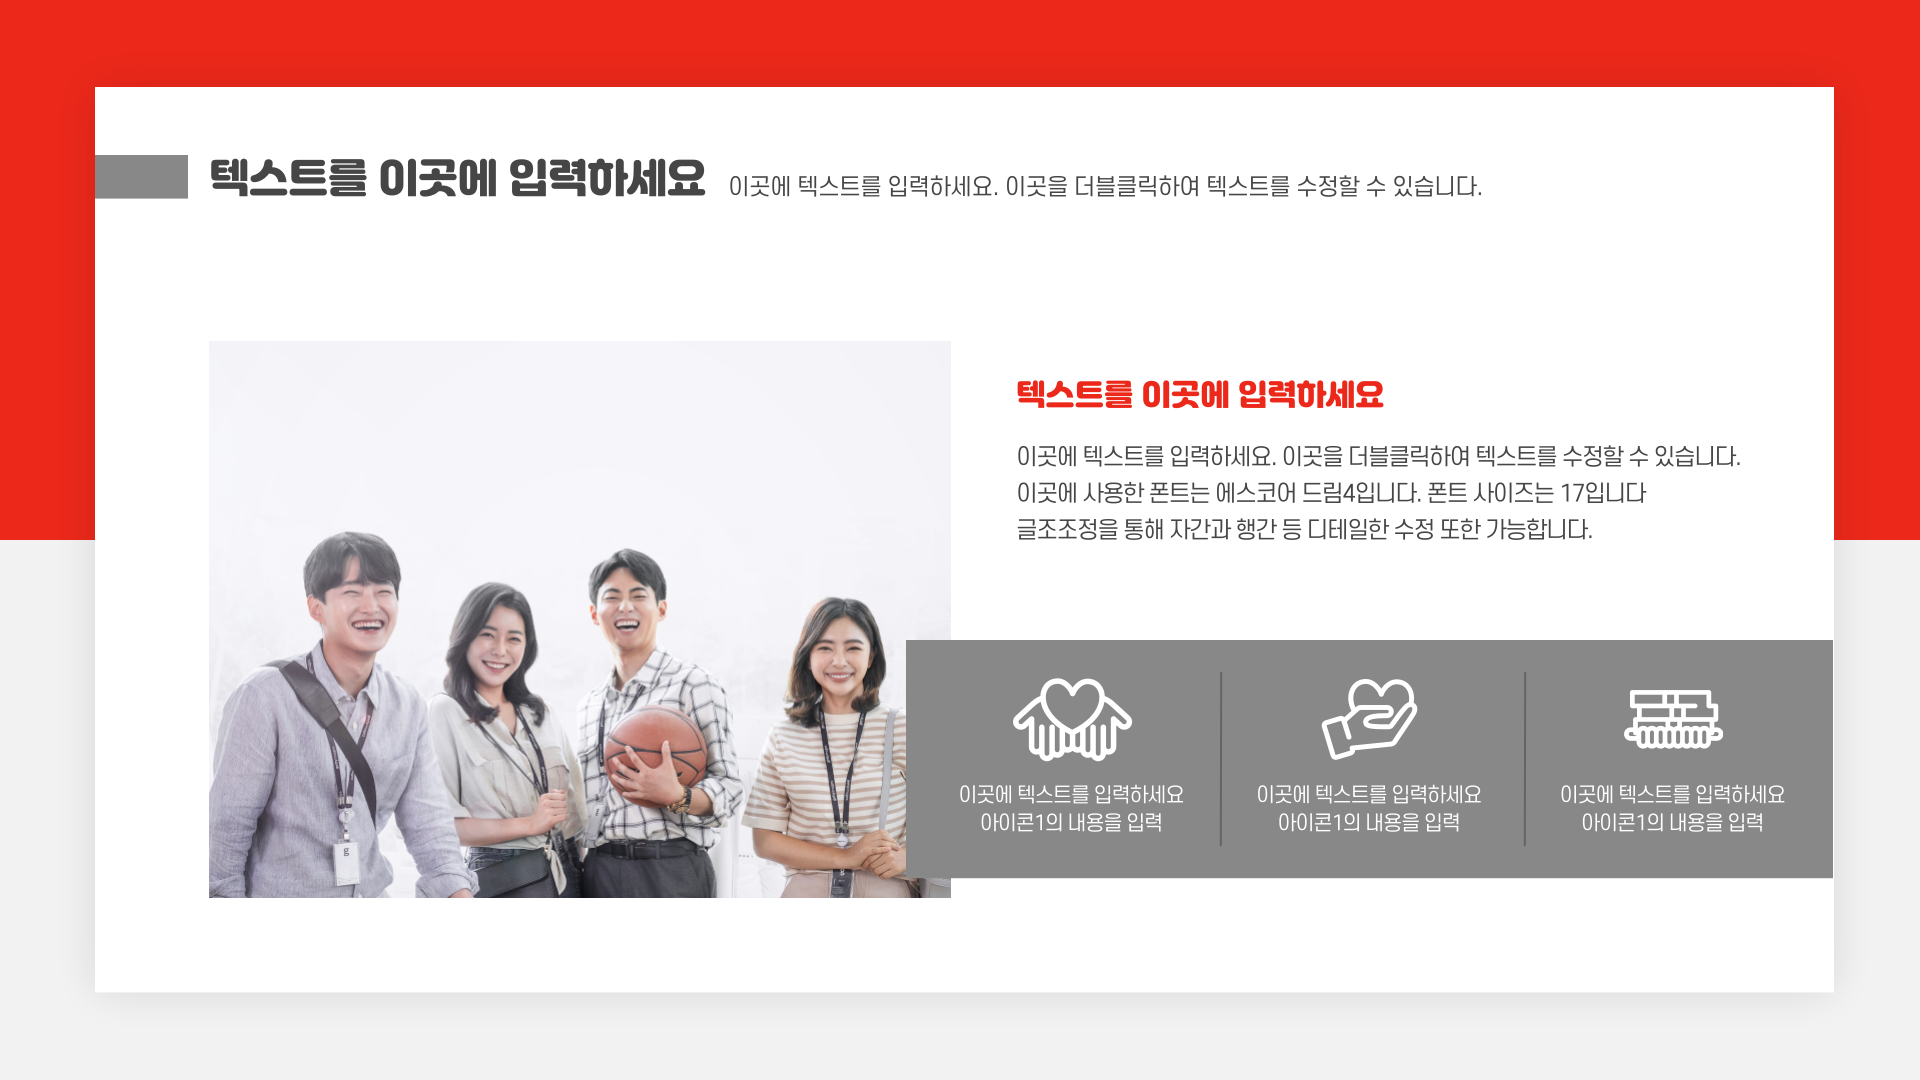 텍스트를 이곳에 입력하세요
이곳에 텍스트를 입력하세요. 이곳을 더블클릭하여 텍스트를 수정할 수 있습니다.
텍스트를 이곳에 입력하세요
이곳에 텍스트를 입력하세요. 이곳을 더블클릭하여 텍스트를 수정할 수 있습니다.
이곳에 사용한 폰트는 에스코어 드림4입니다. 폰트 사이즈는 17입니다
글조조정을 통해 자간과 행간 등 디테일한 수정 또한 가능합니다.
이곳에 텍스트를 입력하세요
아이콘1의 내용을 입력
이곳에 텍스트를 입력하세요
아이콘1의 내용을 입력
이곳에 텍스트를 입력하세요
아이콘1의 내용을 입력
g